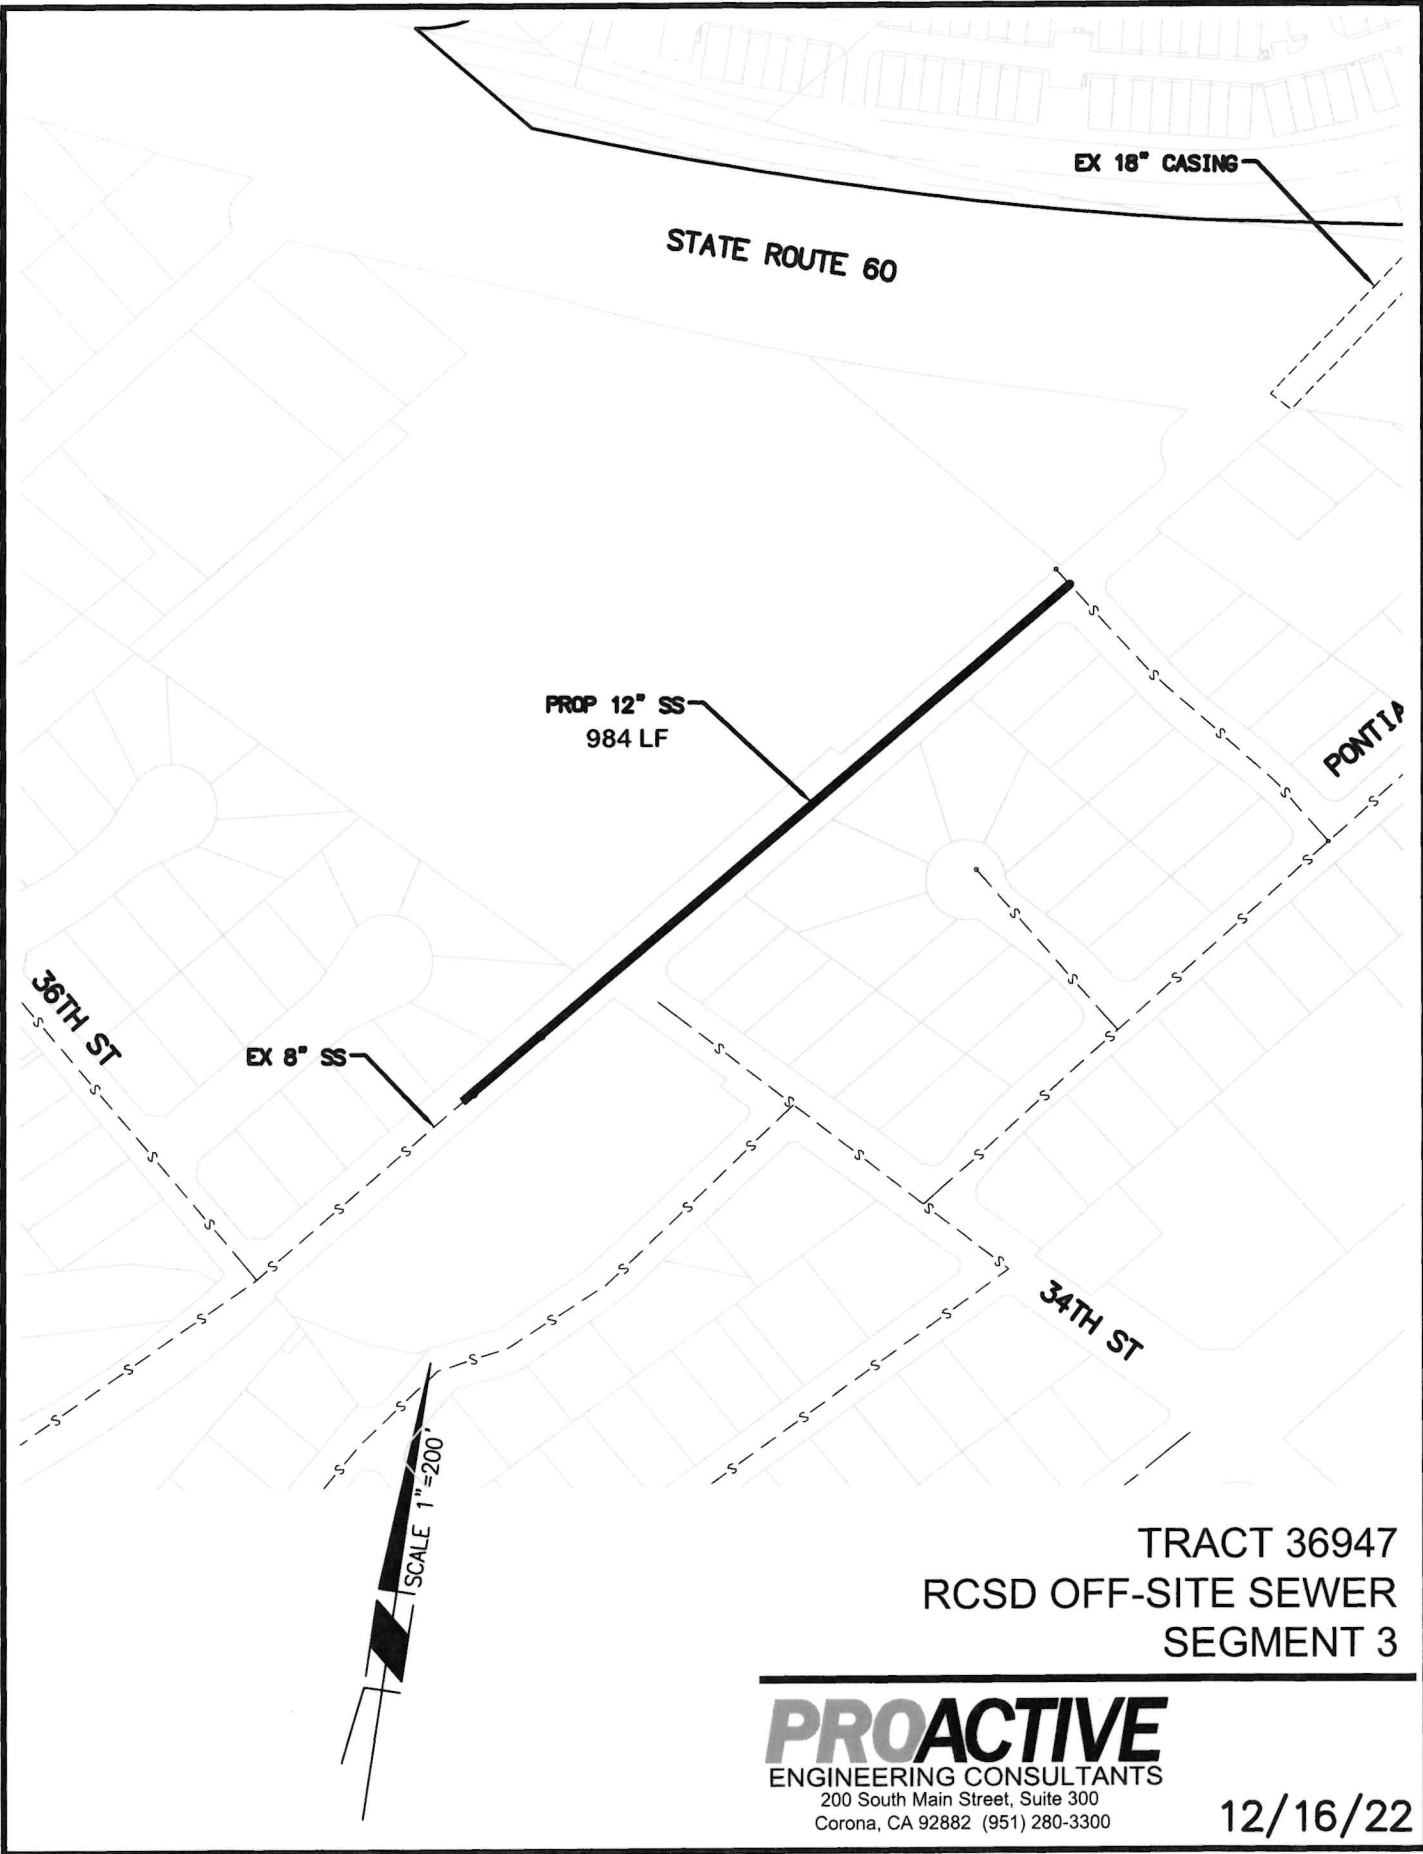 EX 18" CASING
STATE ROUTE 60
PROP 12" SS
984 LF
PONTIA
36TH ST
EX 8" SS
34TH ST
SCALE 1"=200'
TRACT 36947
RCSD OFF-SITE SEWER
SEGMENT 3
PROACTIVE
ENGINEERING CONSULTANTS
200 South Main Street, Suite 300
Corona, CA 92882 (951) 280-3300
12/16/22